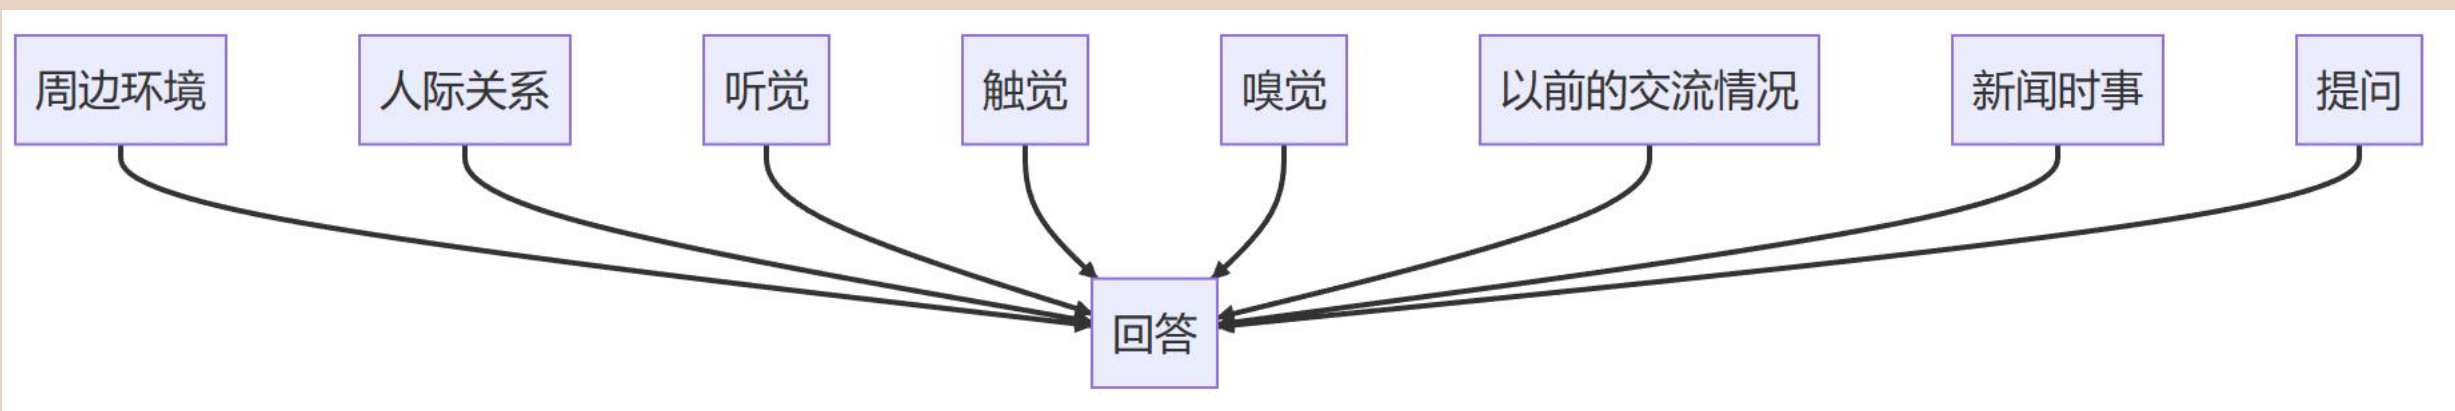 周边环境
人际关系
听觉
触觉
嗅觉
以前的交流情况
新闻时事
提问
回答